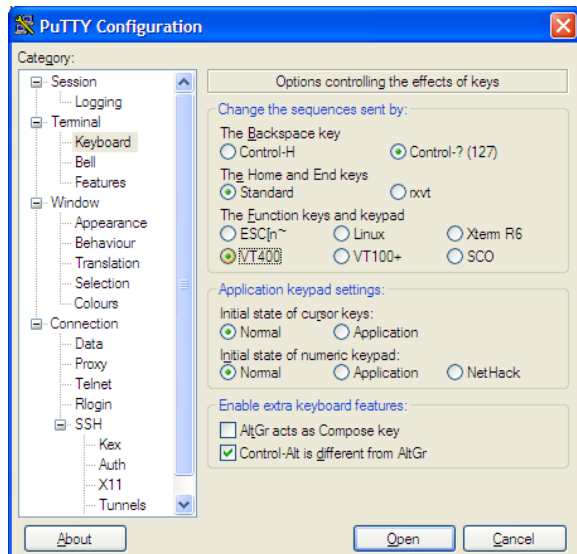 PuTTY Configuration
Category:
Session
Logging
Terminal
Keyboard
Bell
Features
Window
Appearance
Behaviour
Translation
Selection
Colours
Connection
Data
Proxy
Telnet
Rlogin
SSH
Kex
Auth
X11
Tunnels
Options controlling the effects of keys
Change the sequences sent by:
The Backspace key
Control-H Control-? (127)
The Home and End keys
Standard rxvt
The Function keys and keypad
ESC[n~ Linux Xterm R6
VT400 VT100+ SCO
Application keypad settings:
Initial state of cursor keys:
Normal Application
Initial state of numeric keypad:
Normal Application NetHack
Enable extra keyboard features:
AltGr acts as Compose key
Control-Alt is different from AltGr
About Open Cancel